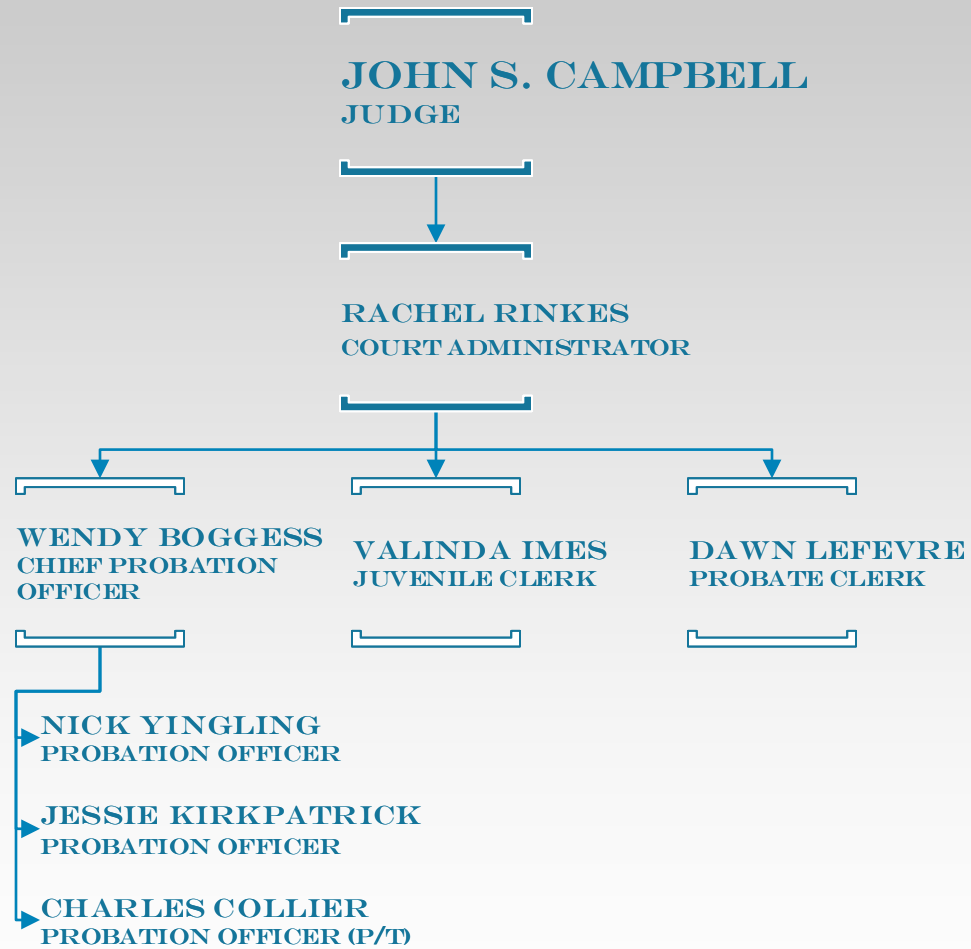 JOHN S. CAMPBELL
JUDGE
RACHEL RINKES
COURT ADMINISTRATOR
WENDY BOGGESS
CHIEF PROBATION
OFFICER
VALINDA IMES
JUVENILE CLERK
DAWN LEFEVRE
PROBATE CLERK
NICK YINGLING
PROBATION OFFICER
JESSIE KIRKPATRICK
PROBATION OFFICER
CHARLES COLLIER
PROBATION OFFICER (P/T)